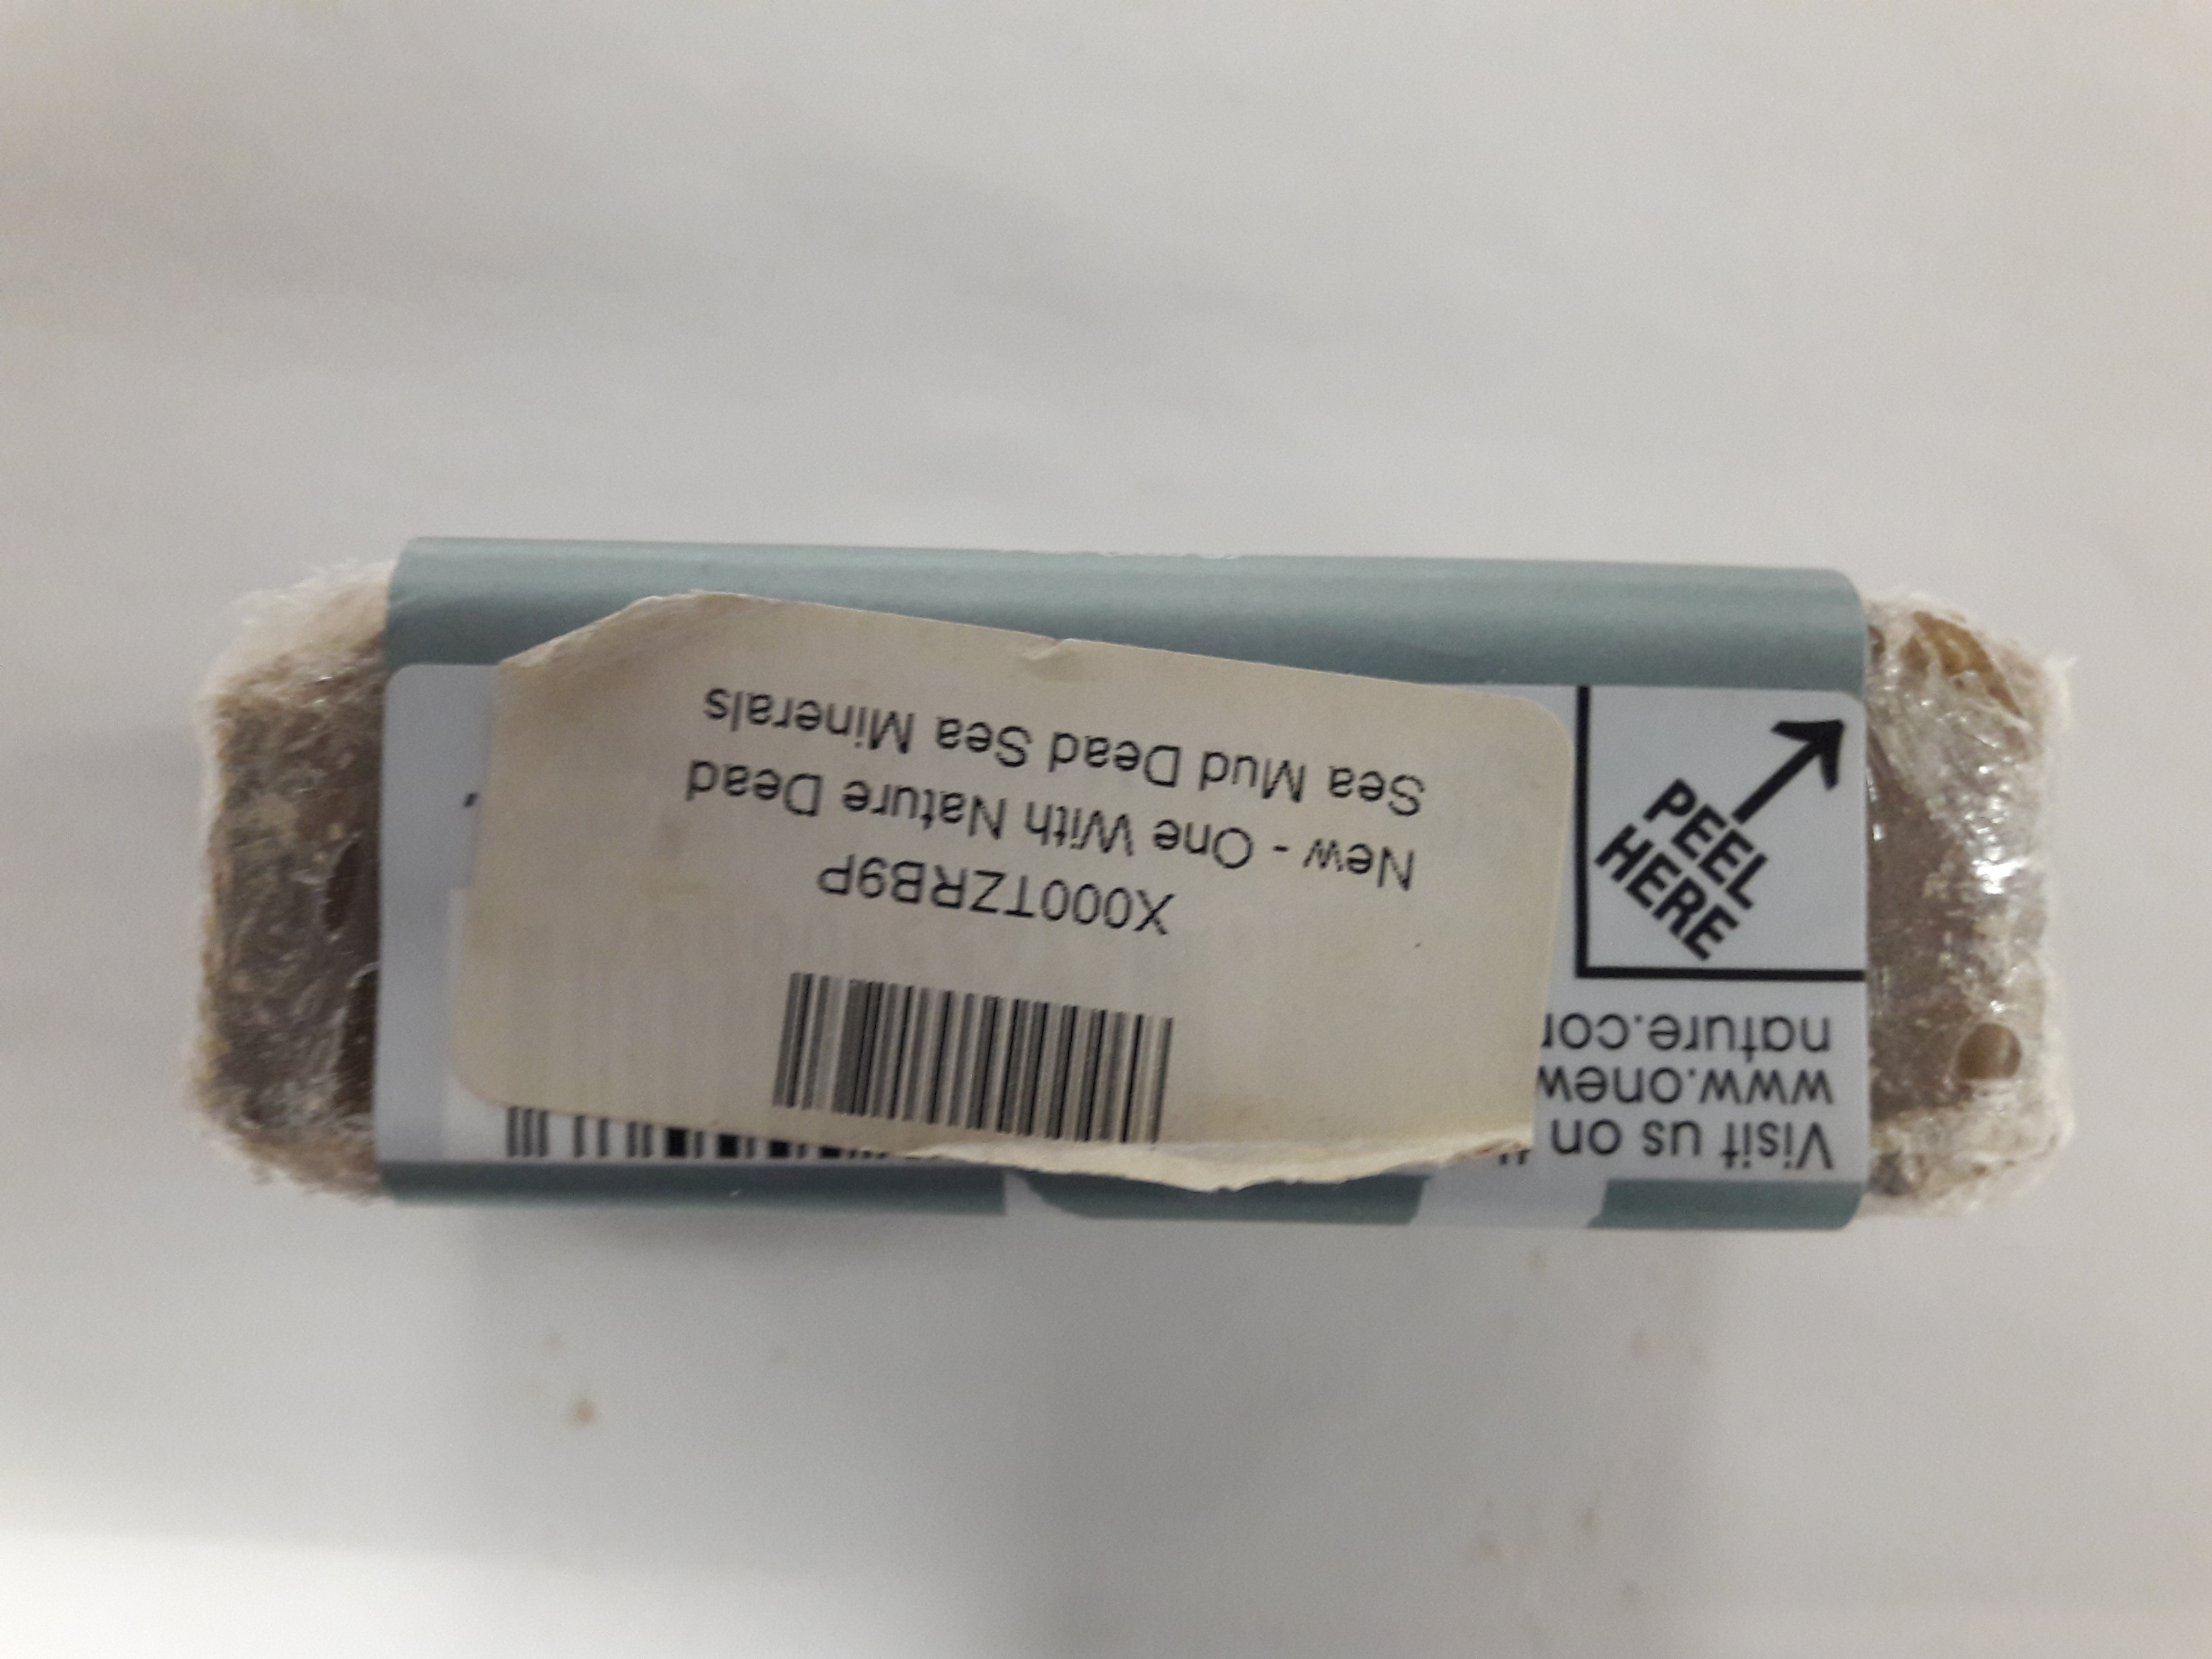 X000TZRB9P
New - One With Nature Dead
Sea Mud Dead Sea Minerals
Visit us on
www.onew
nature.cor
PEEL
HERE